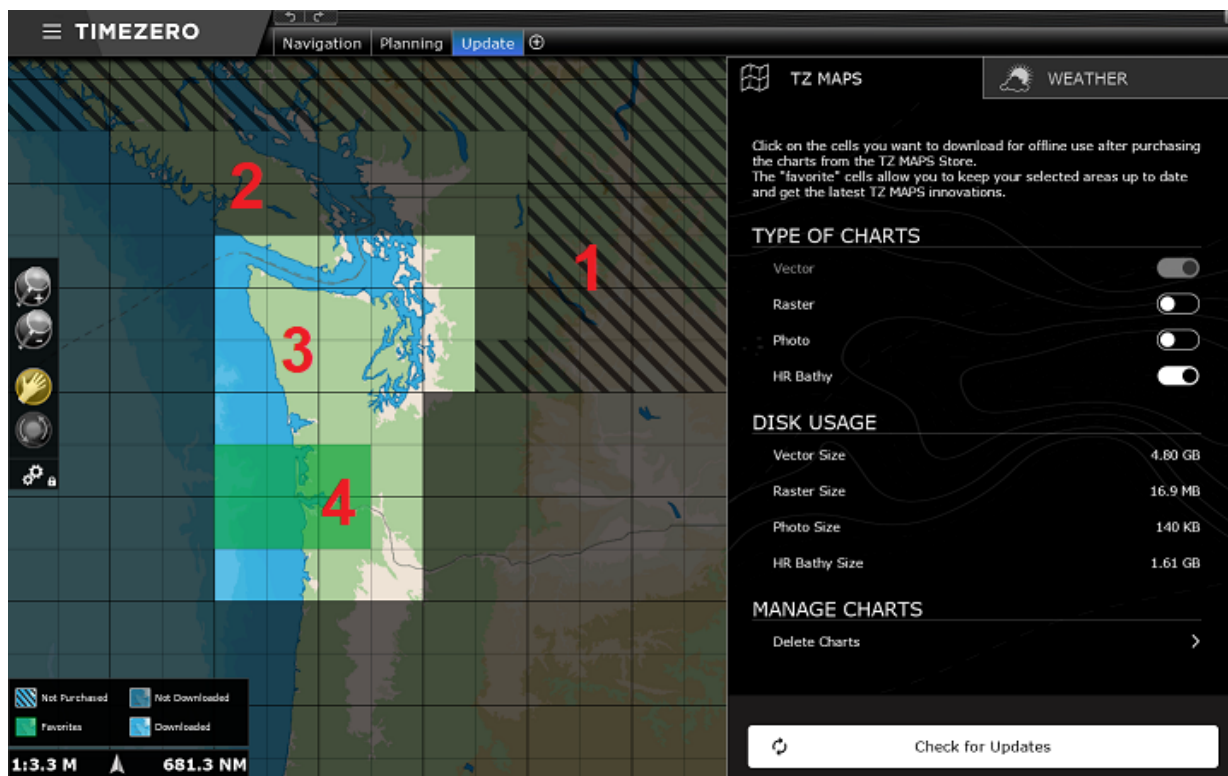 TIMEZERO
Navigation
Planning
Update
TZ MAPS
WEATHER
Click on the cells you want to download for offline use after purchasing
the charts from the TZ MAPS Store.
The "favorite" cells allow you to keep your selected areas up to date
and get the latest TZ MAPS innovations.
TYPE OF CHARTS
Vector
Raster
Photo
HR Bathy
DISK USAGE
Vector Size 4.80 GB
Raster Size 16.9 MB
Photo Size 140 KB
HR Bathy Size 1.61 GB
MANAGE CHARTS
Delete Charts
Check for Updates
2
1
3
4
Not Purchased
Not Downloaded
Favorites
Downloaded
1:3.3 M
681.3 NM